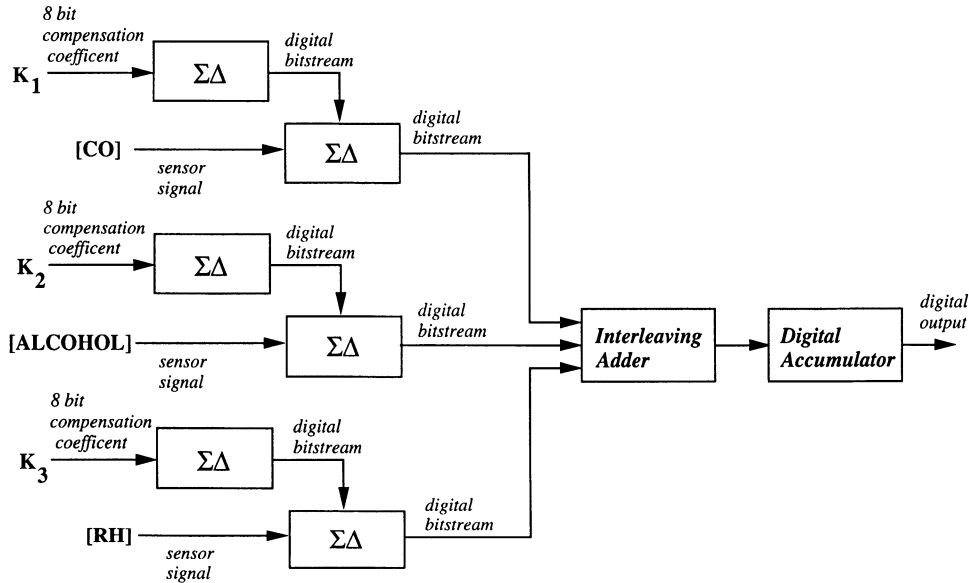 8 bit
compensation
coefficent
digital
bitstream
K1
ΣΔ
digital
bitstream
[CO]
ΣΔ
sensor
signal
8 bit
compensation
coefficent
digital
bitstream
K2
ΣΔ
digital
bitstream
[ALCOHOL]
ΣΔ
sensor
signal
Interleaving
Adder
Digital
Accumulator
digital
output
8 bit
compensation
coefficent
digital
bitstream
K3
ΣΔ
digital
bitstream
[RH]
ΣΔ
sensor
signal